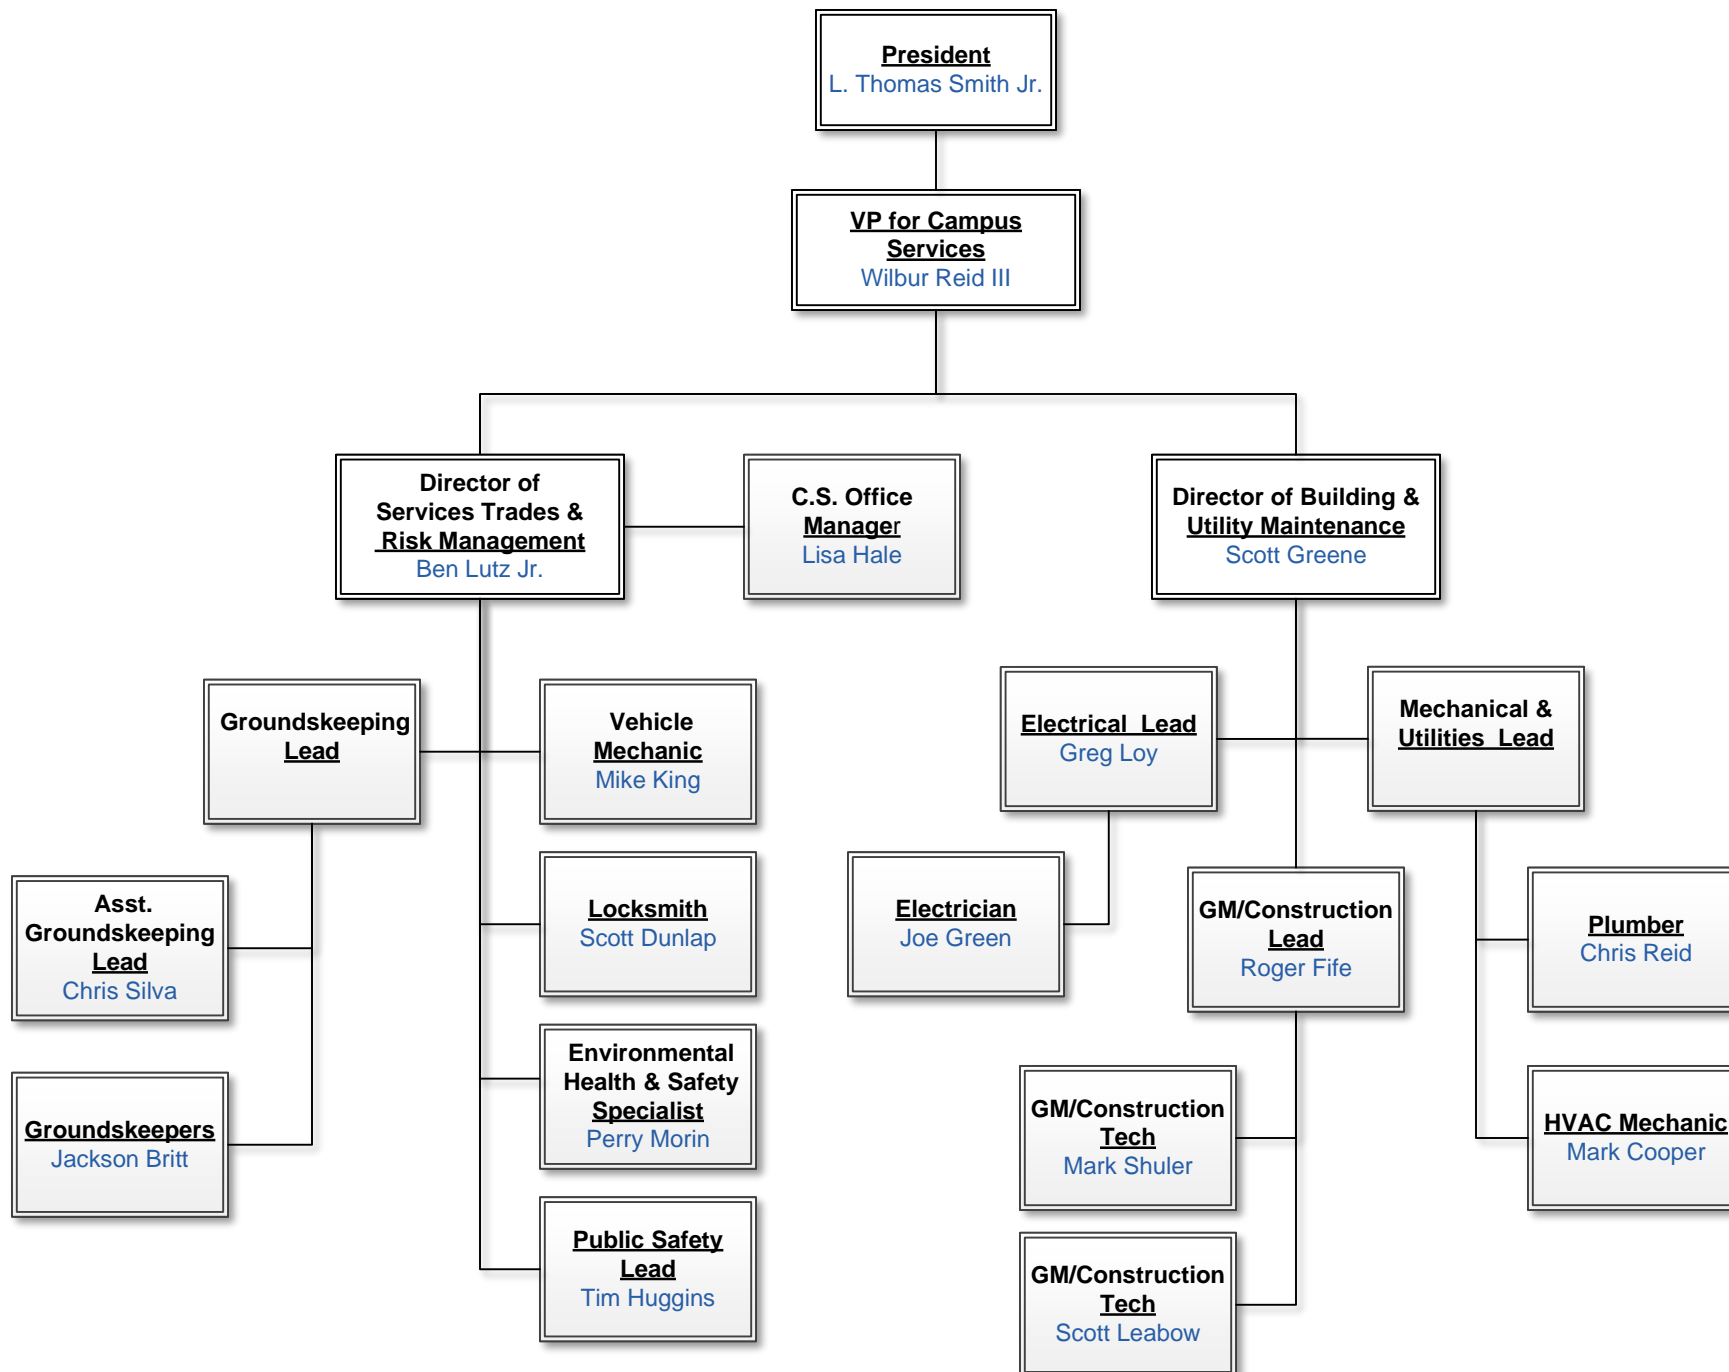 President
L. Thomas Smith Jr.
VP for Campus
Services
Wilbur Reid III
Director of
Services Trades &
Risk Management
Ben Lutz Jr.
C.S. Office
Manager
Lisa Hale
Director of Building &
Utility Maintenance
Scott Greene
Groundskeeping
Lead
Vehicle
Mechanic
Mike King
Electrical Lead
Greg Loy
Mechanical &
Utilities Lead
Asst.
Groundskeeping
Lead
Chris Silva
Locksmith
Scott Dunlap
Electrician
Joe Green
GM/Construction
Lead
Roger Fife
Plumber
Chris Reid
Groundskeepers
Jackson Britt
Environmental
Health & Safety
Specialist
Perry Morin
GM/Construction
Tech
Mark Shuler
HVAC Mechanic
Mark Cooper
Public Safety
Lead
Tim Huggins
GM/Construction
Tech
Scott Leabow